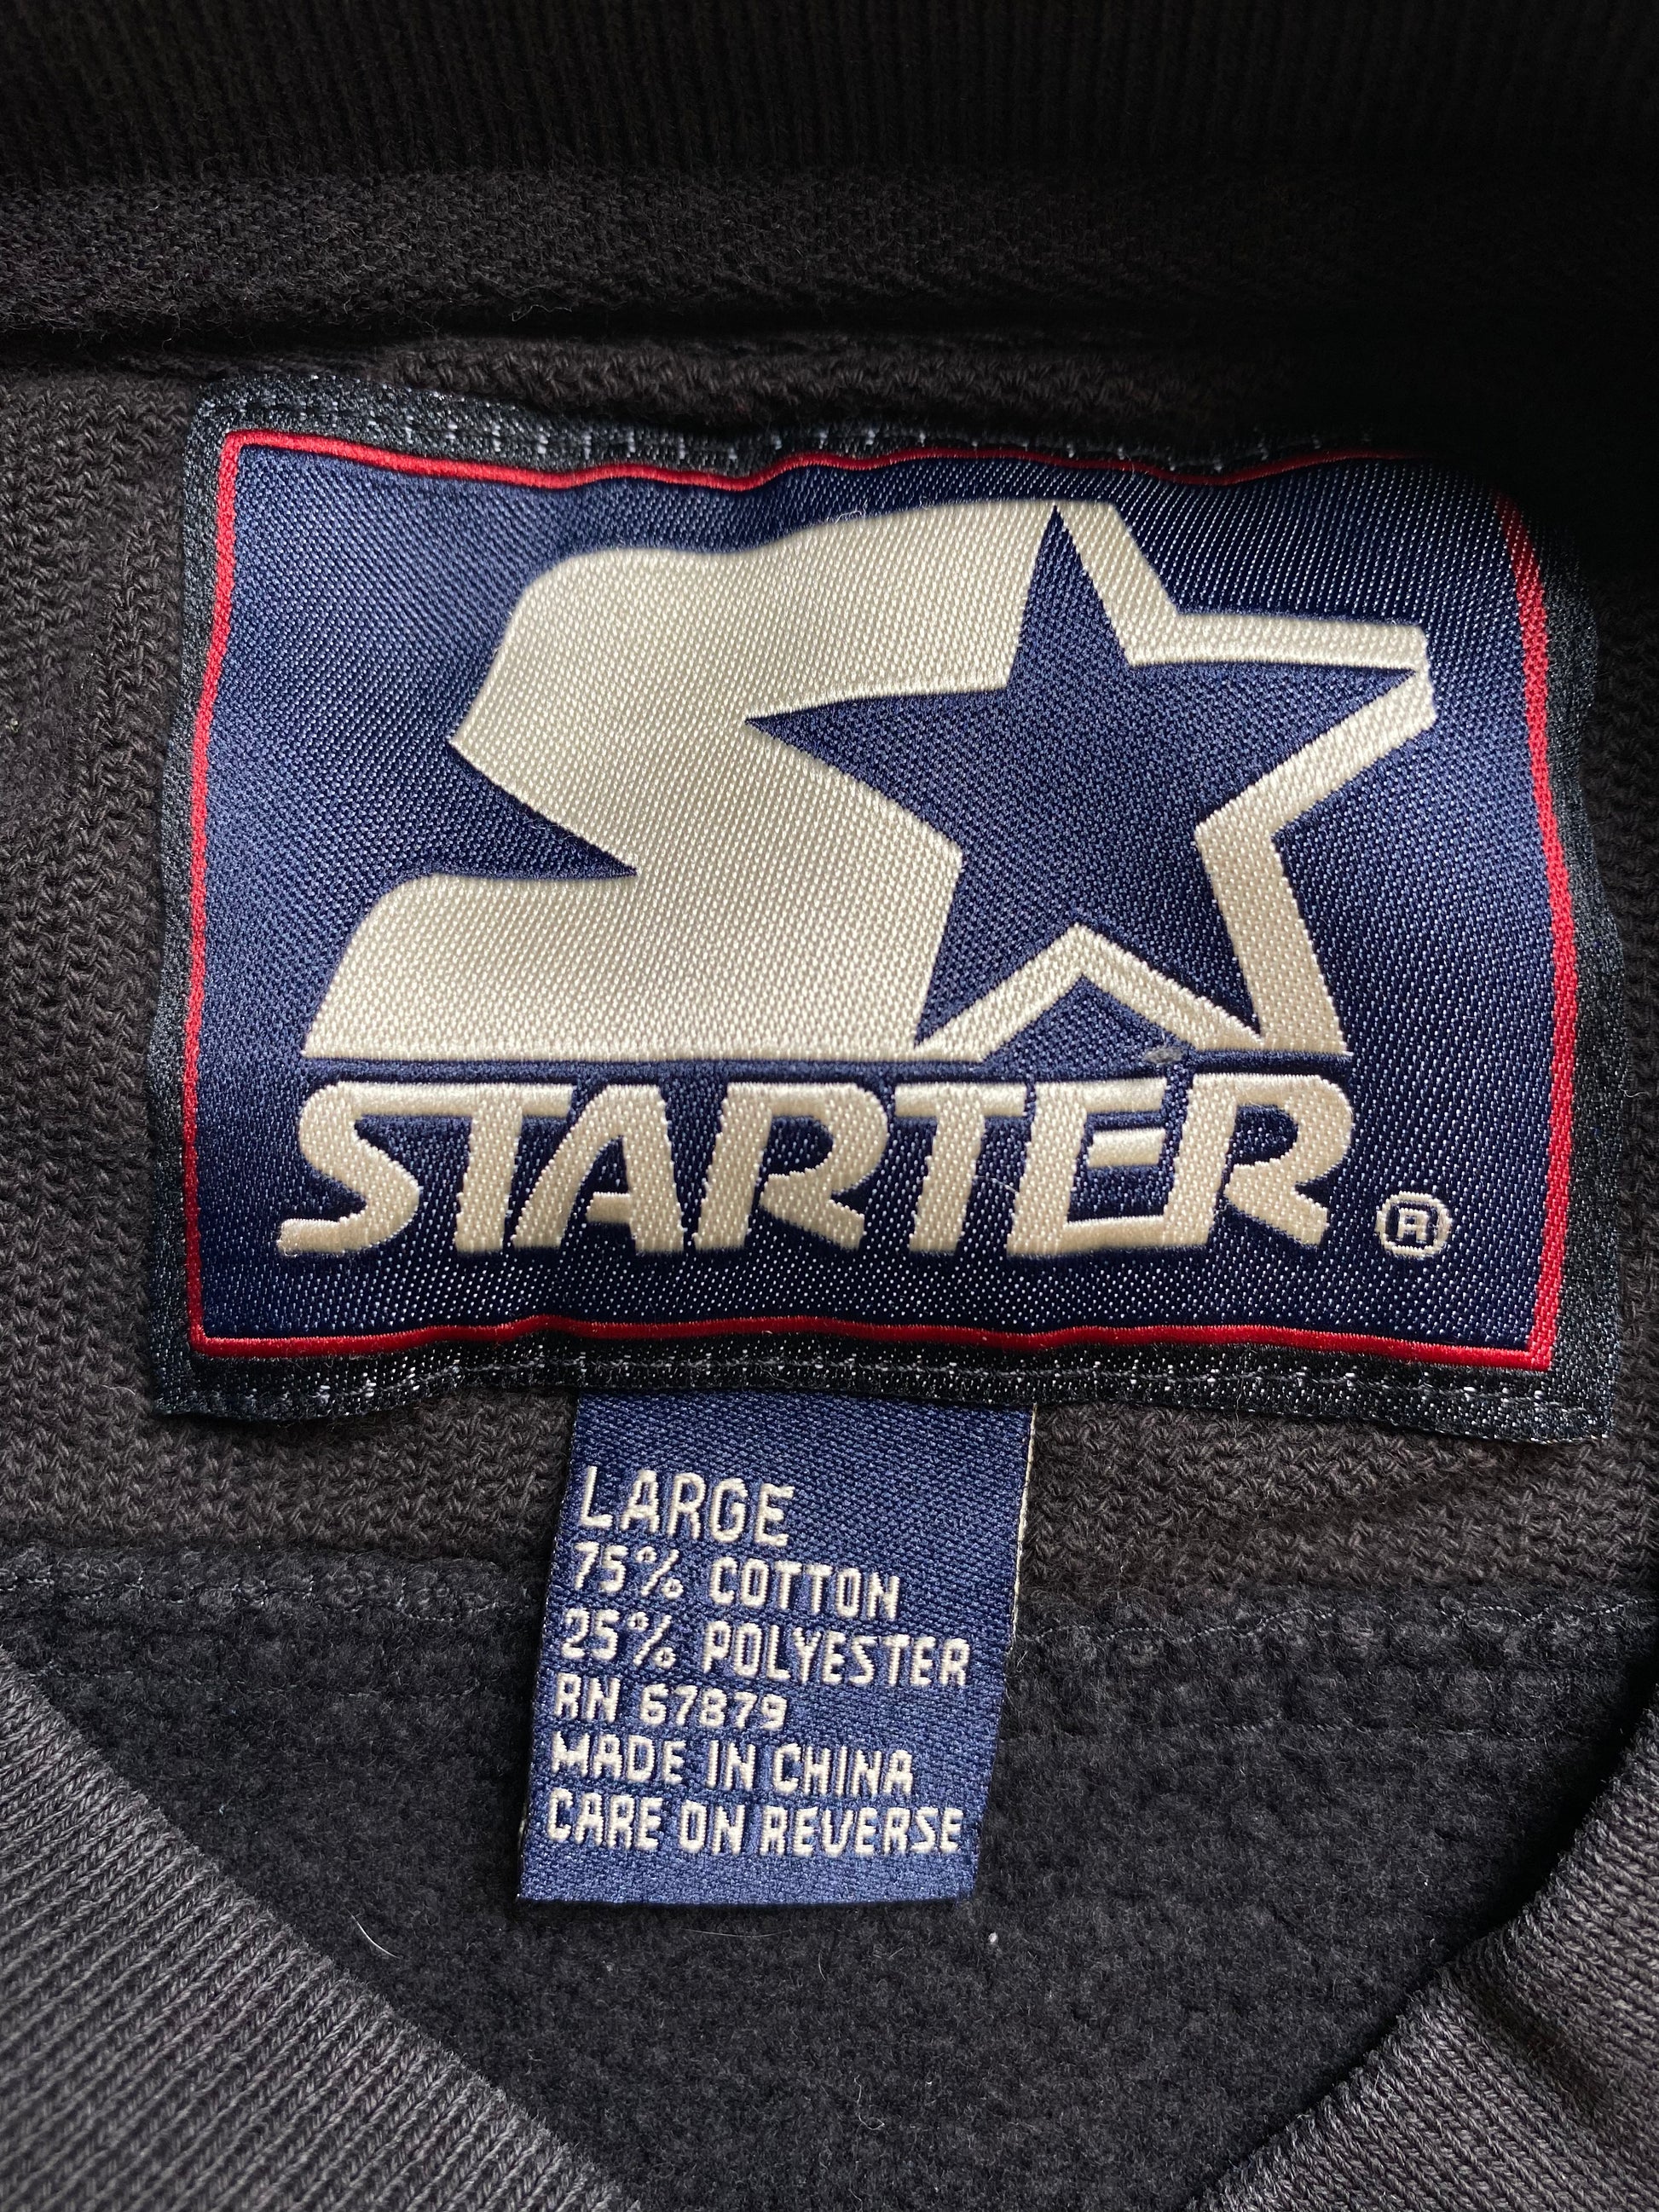 STARTER ®
LARGE
75% COTTON
25% POLYESTER
RN 67879
MADE IN CHINA
CARE ON REVERSE